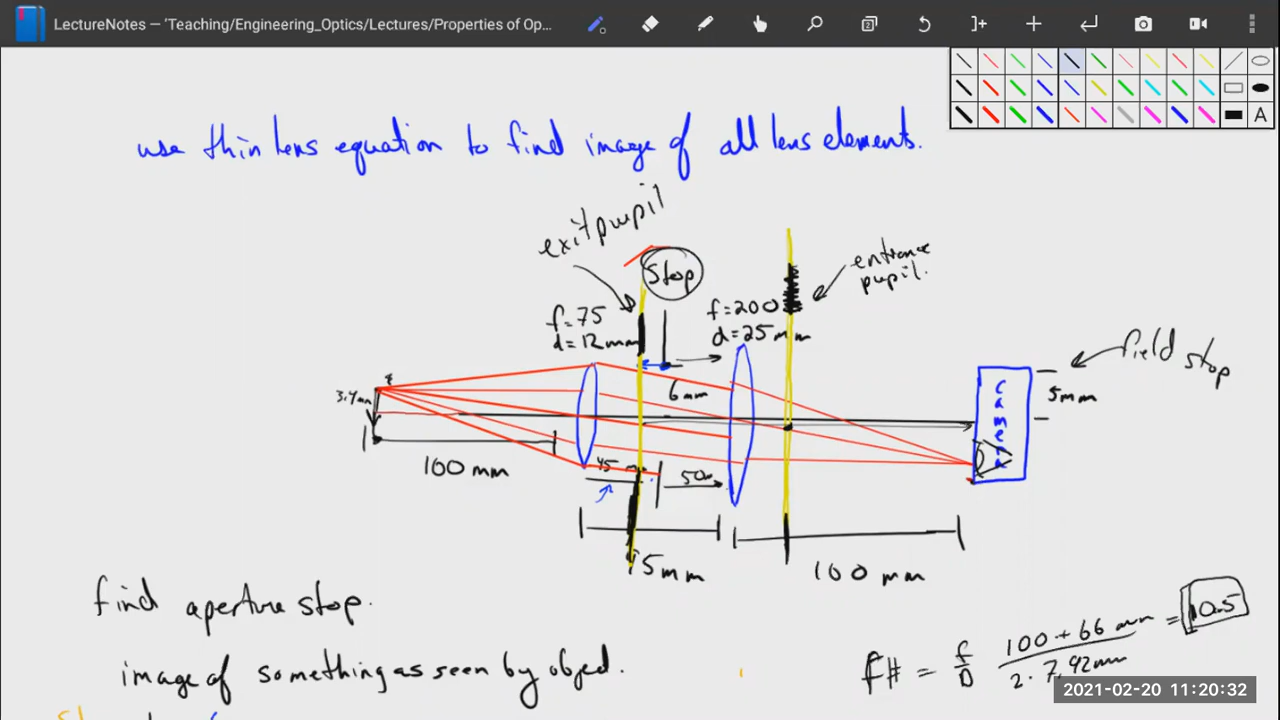 LectureNotes — 'Teaching/Engineering_Optics/Lectures/Properties of Op...
A
use thin lens equation to find image of all lens elements.
exit pupil
Stop
entrance
pupil.
f=75
d=12mm
f=200
d=25mm
field stop
camera
5mm
3.4mm
6mm
100 mm
45
50
5mm
100 mm
find aperture stop.
image of something as seen by object.
F# = f/D 100+66 mm / 2·7,92mm = 10.5
2021-02-20 11:20:32